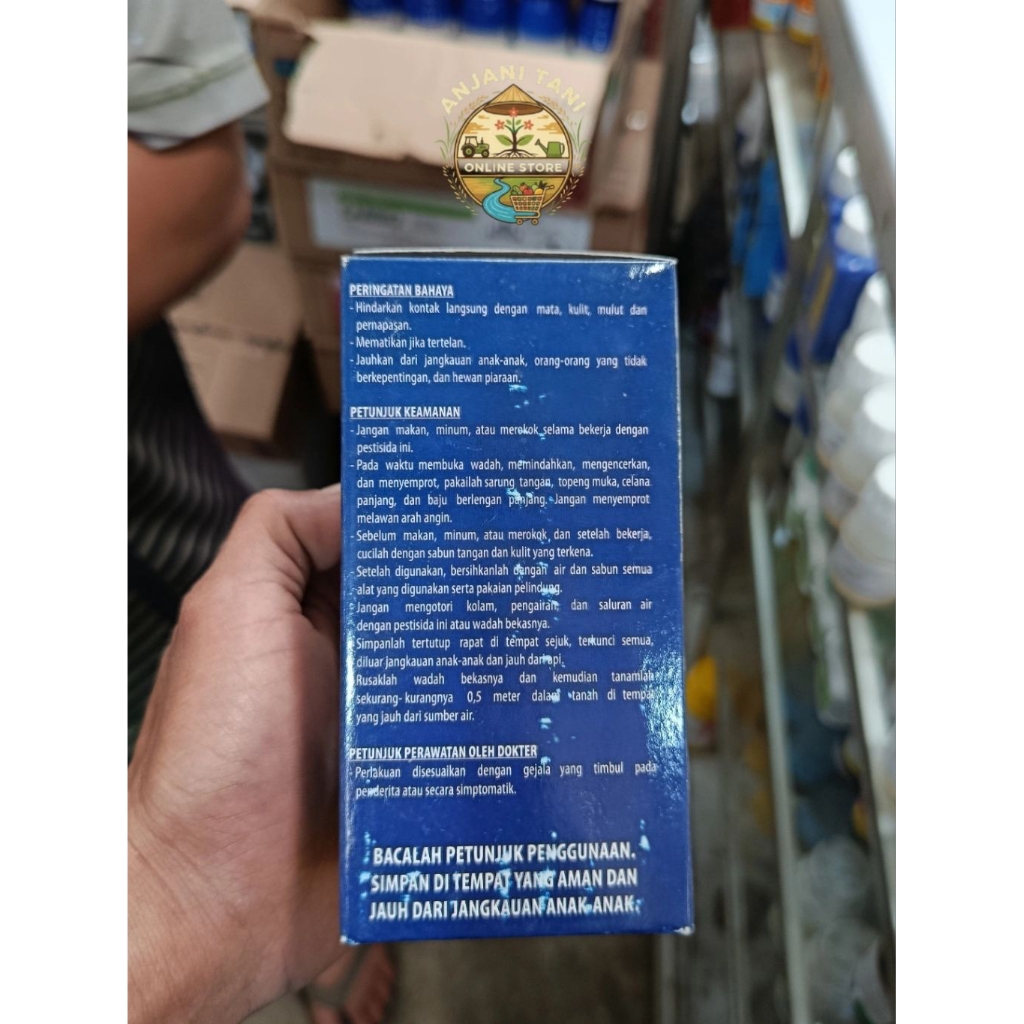 ANJANI TANI
ONLINE STORE
PERINGATAN BAHAYA
- Hindarkan kontak langsung dengan mata, kulit, mulut dan
pernapasan.
- Mematikan jika tertelan.
- Jauhkan dari jangkauan anak-anak, orang-orang yang tidak
berkepentingan, dan hewan piaraan.
PETUNJUK KEAMANAN
- Jangan makan, minum, atau merokok selama bekerja dengan
pestisida ini.
- Pada waktu membuka wadah, memindahkan, mengencerkan,
dan menyemprot, pakailah sarung tangan, topeng muka, celana
panjang, dan baju berlengan panjang. Jangan menyemprot
melawan arah angin.
- Sebelum makan, minum, atau merokok dan setelah bekerja,
cucilah dengan sabun tangan dan kulit yang terkena.
- Setelah digunakan, bersihkanlah dengan air dan sabun semua
alat yang digunakan serta pakaian pelindung.
Jangan mengotori kolam, pengairan dan saluran air
dengan pestisida ini atau wadah bekasnya.
Simpanlah tertutup rapat di tempat sejuk, terkunci semua,
diluar jangkauan anak-anak dan jauh dari api.
Rusaklah wadah bekasnya dan kemudian tanamlah
sekurang- kurangnya 0,5 meter dalam tanah di tempat
yang jauh dari sumber air.
PETUNJUK PERAWATAN OLEH DOKTER
- Perlakuan disesuaikan dengan gejala yang timbul pada
penderita atau secara simptomatik.
BACALAH PETUNJUK PENGGUNAAN.
SIMPAN DI TEMPAT YANG AMAN DAN
JAUH DARI JANGKAUAN ANAK-ANAK.